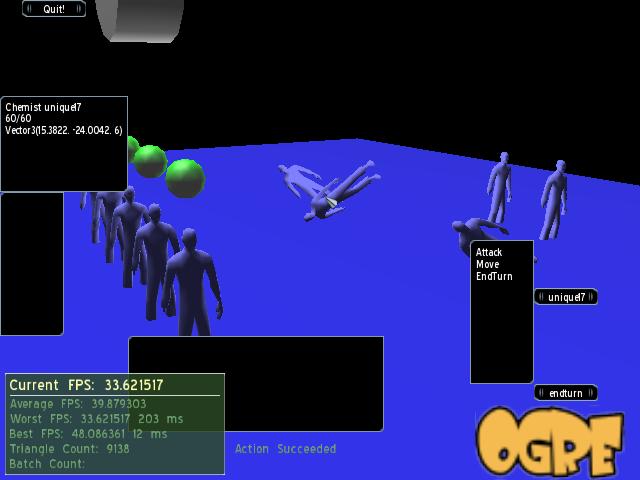 Quit!
Chemist unique17
60/60
Vector3(15.3822, -24.0042, 6)
Attack
Move
EndTurn
unique17
endturn
Current FPS: 33.621517
Average FPS: 39.879303
Worst FPS: 33.621517 203 ms
Best FPS: 48.086361 12 ms
Triangle Count: 9138
Batch Count:
Action Succeeded
OGRE